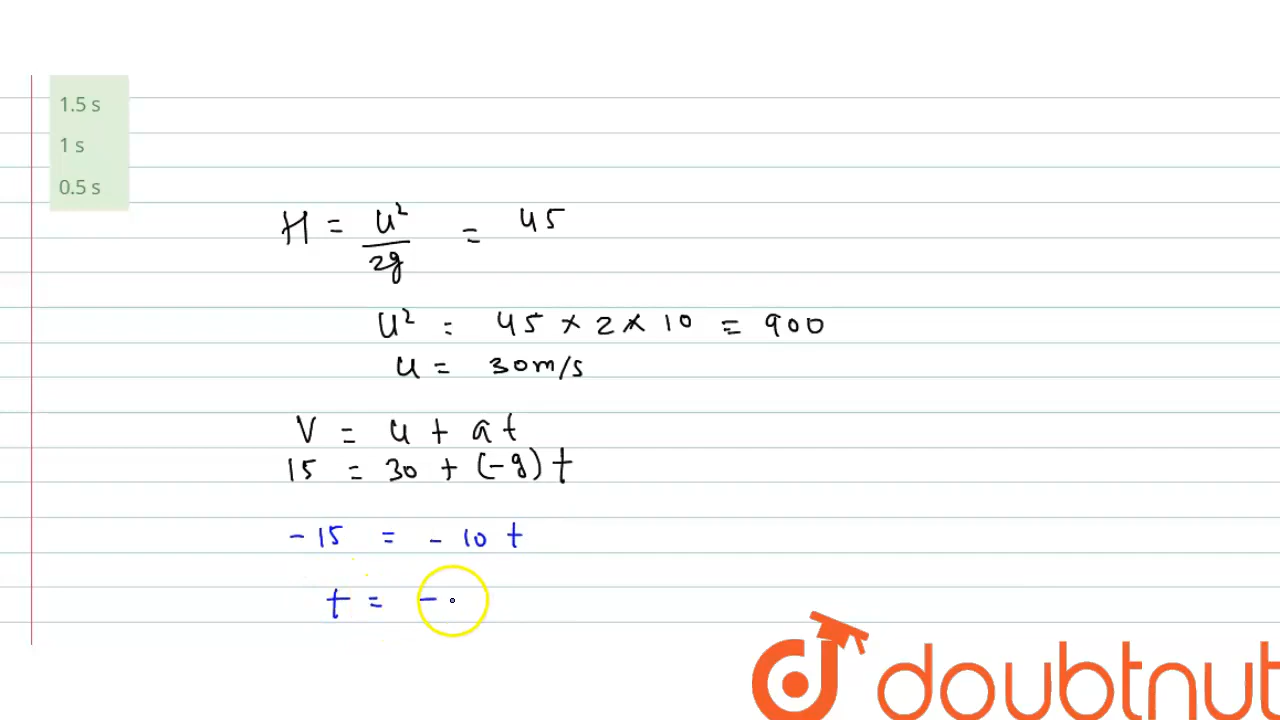 1.5 s
1 s
0.5 s
H = u²/2g = 45
u² = 45 × 2 × 10 = 900
u = 30m/s
V = u + at
15 = 30 + (-g) t
-15 = -10 t
t = -
doubtnut